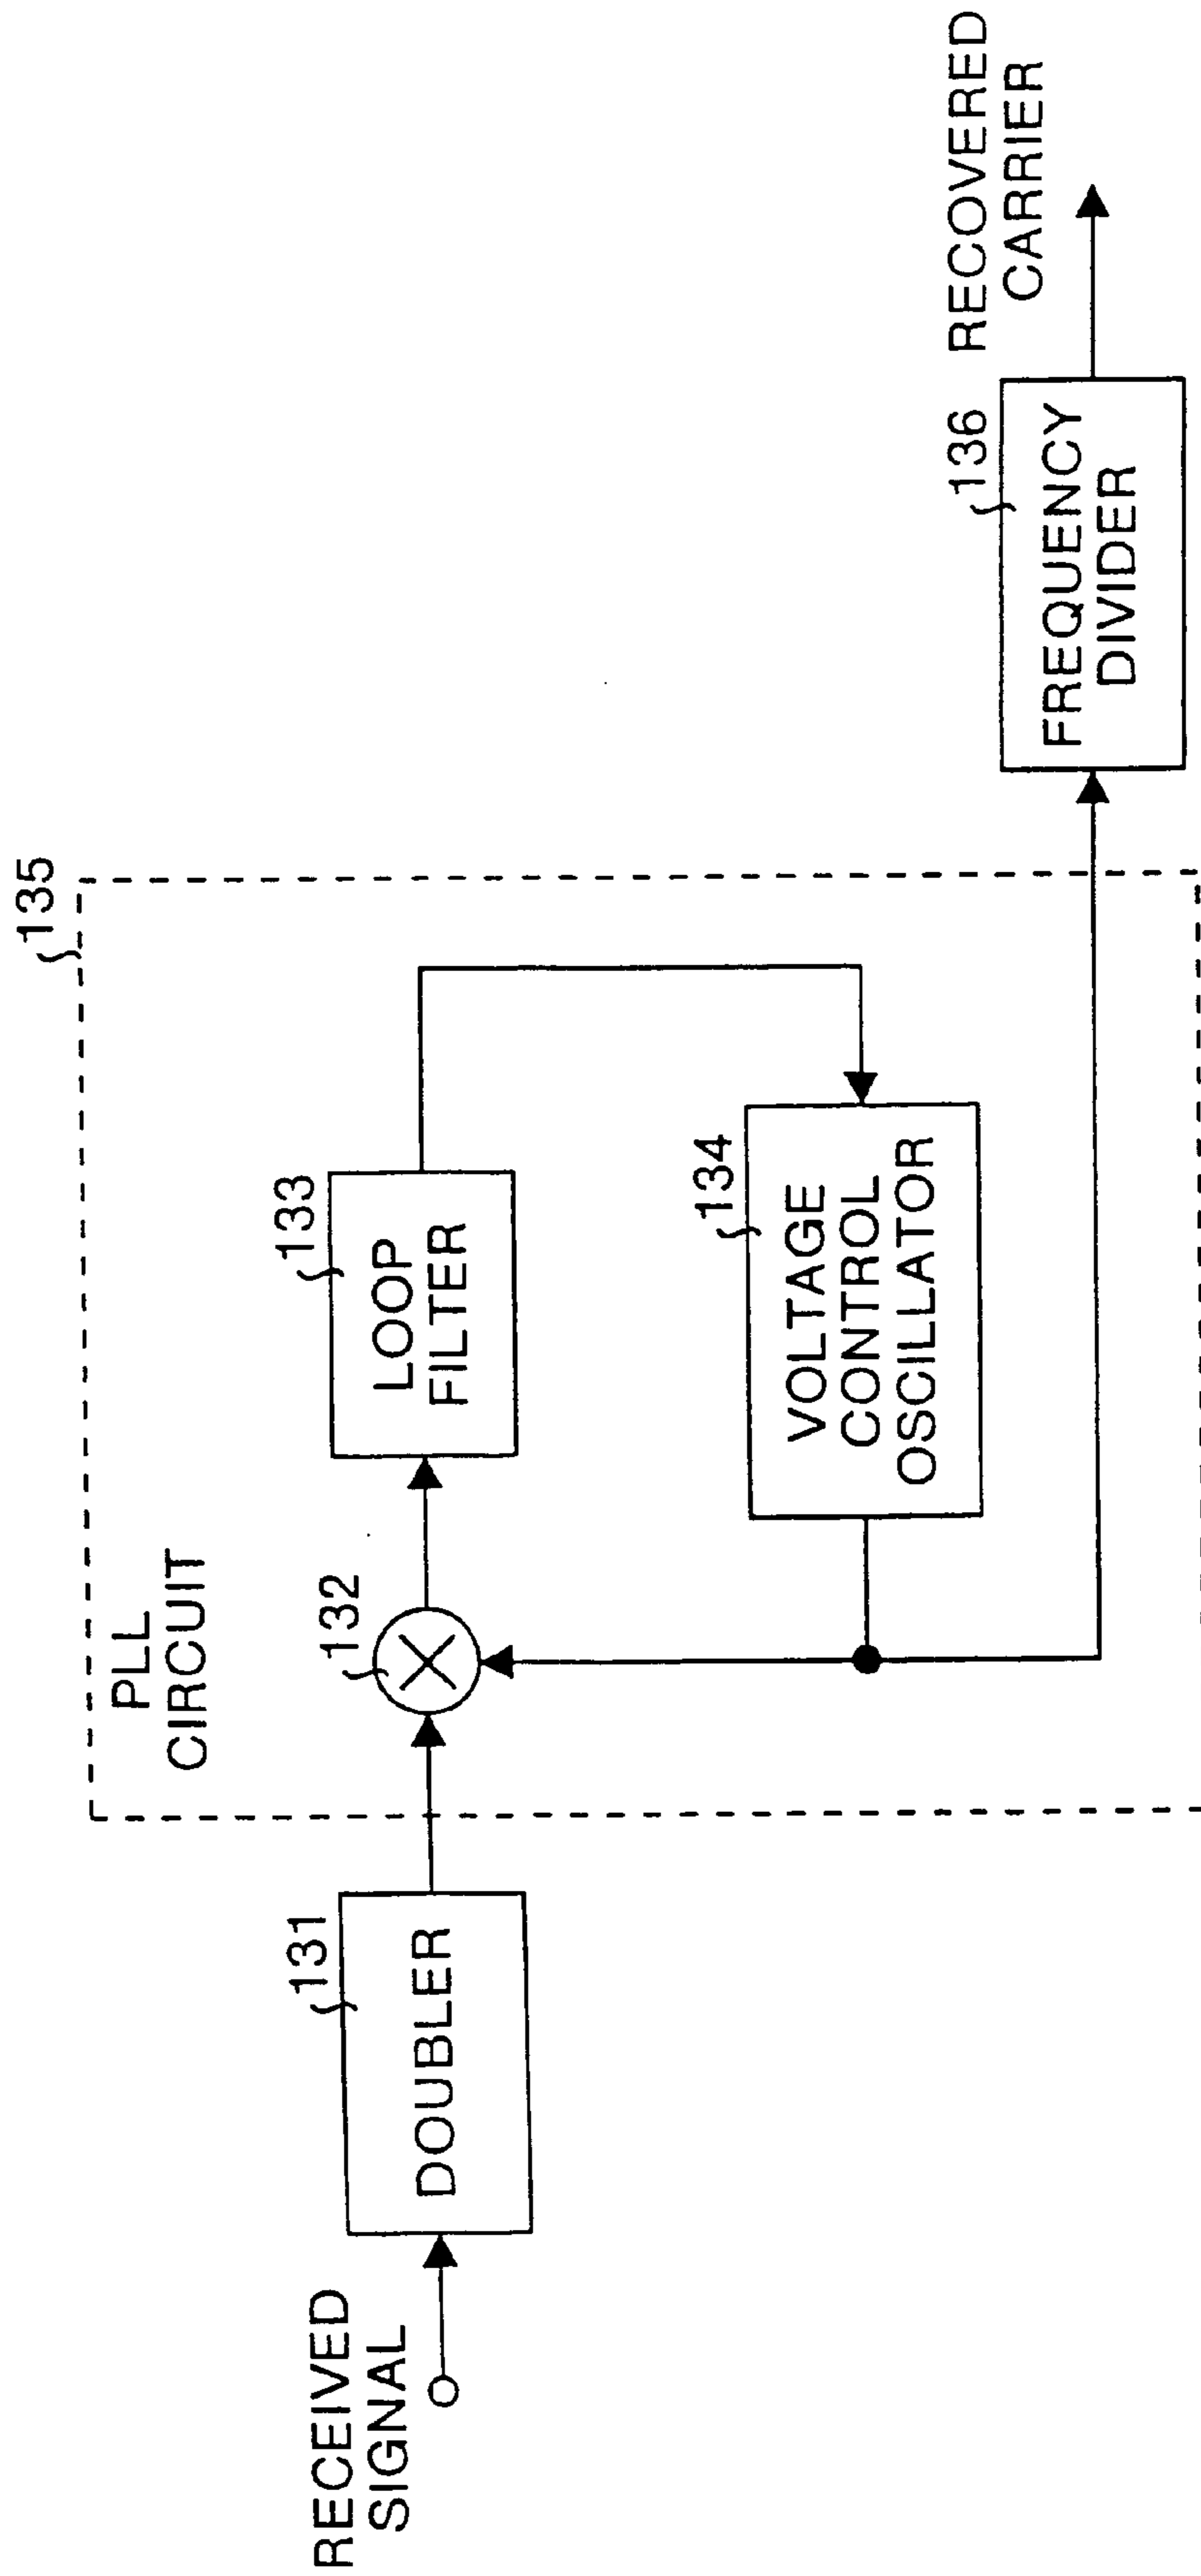 RECEIVED
SIGNAL
131
DOUBLER
PLL
CIRCUIT
135
132
133
LOOP
FILTER
134
VOLTAGE
CONTROL
OSCILLATOR
136
FREQUENCY
DIVIDER
RECOVERED
CARRIER